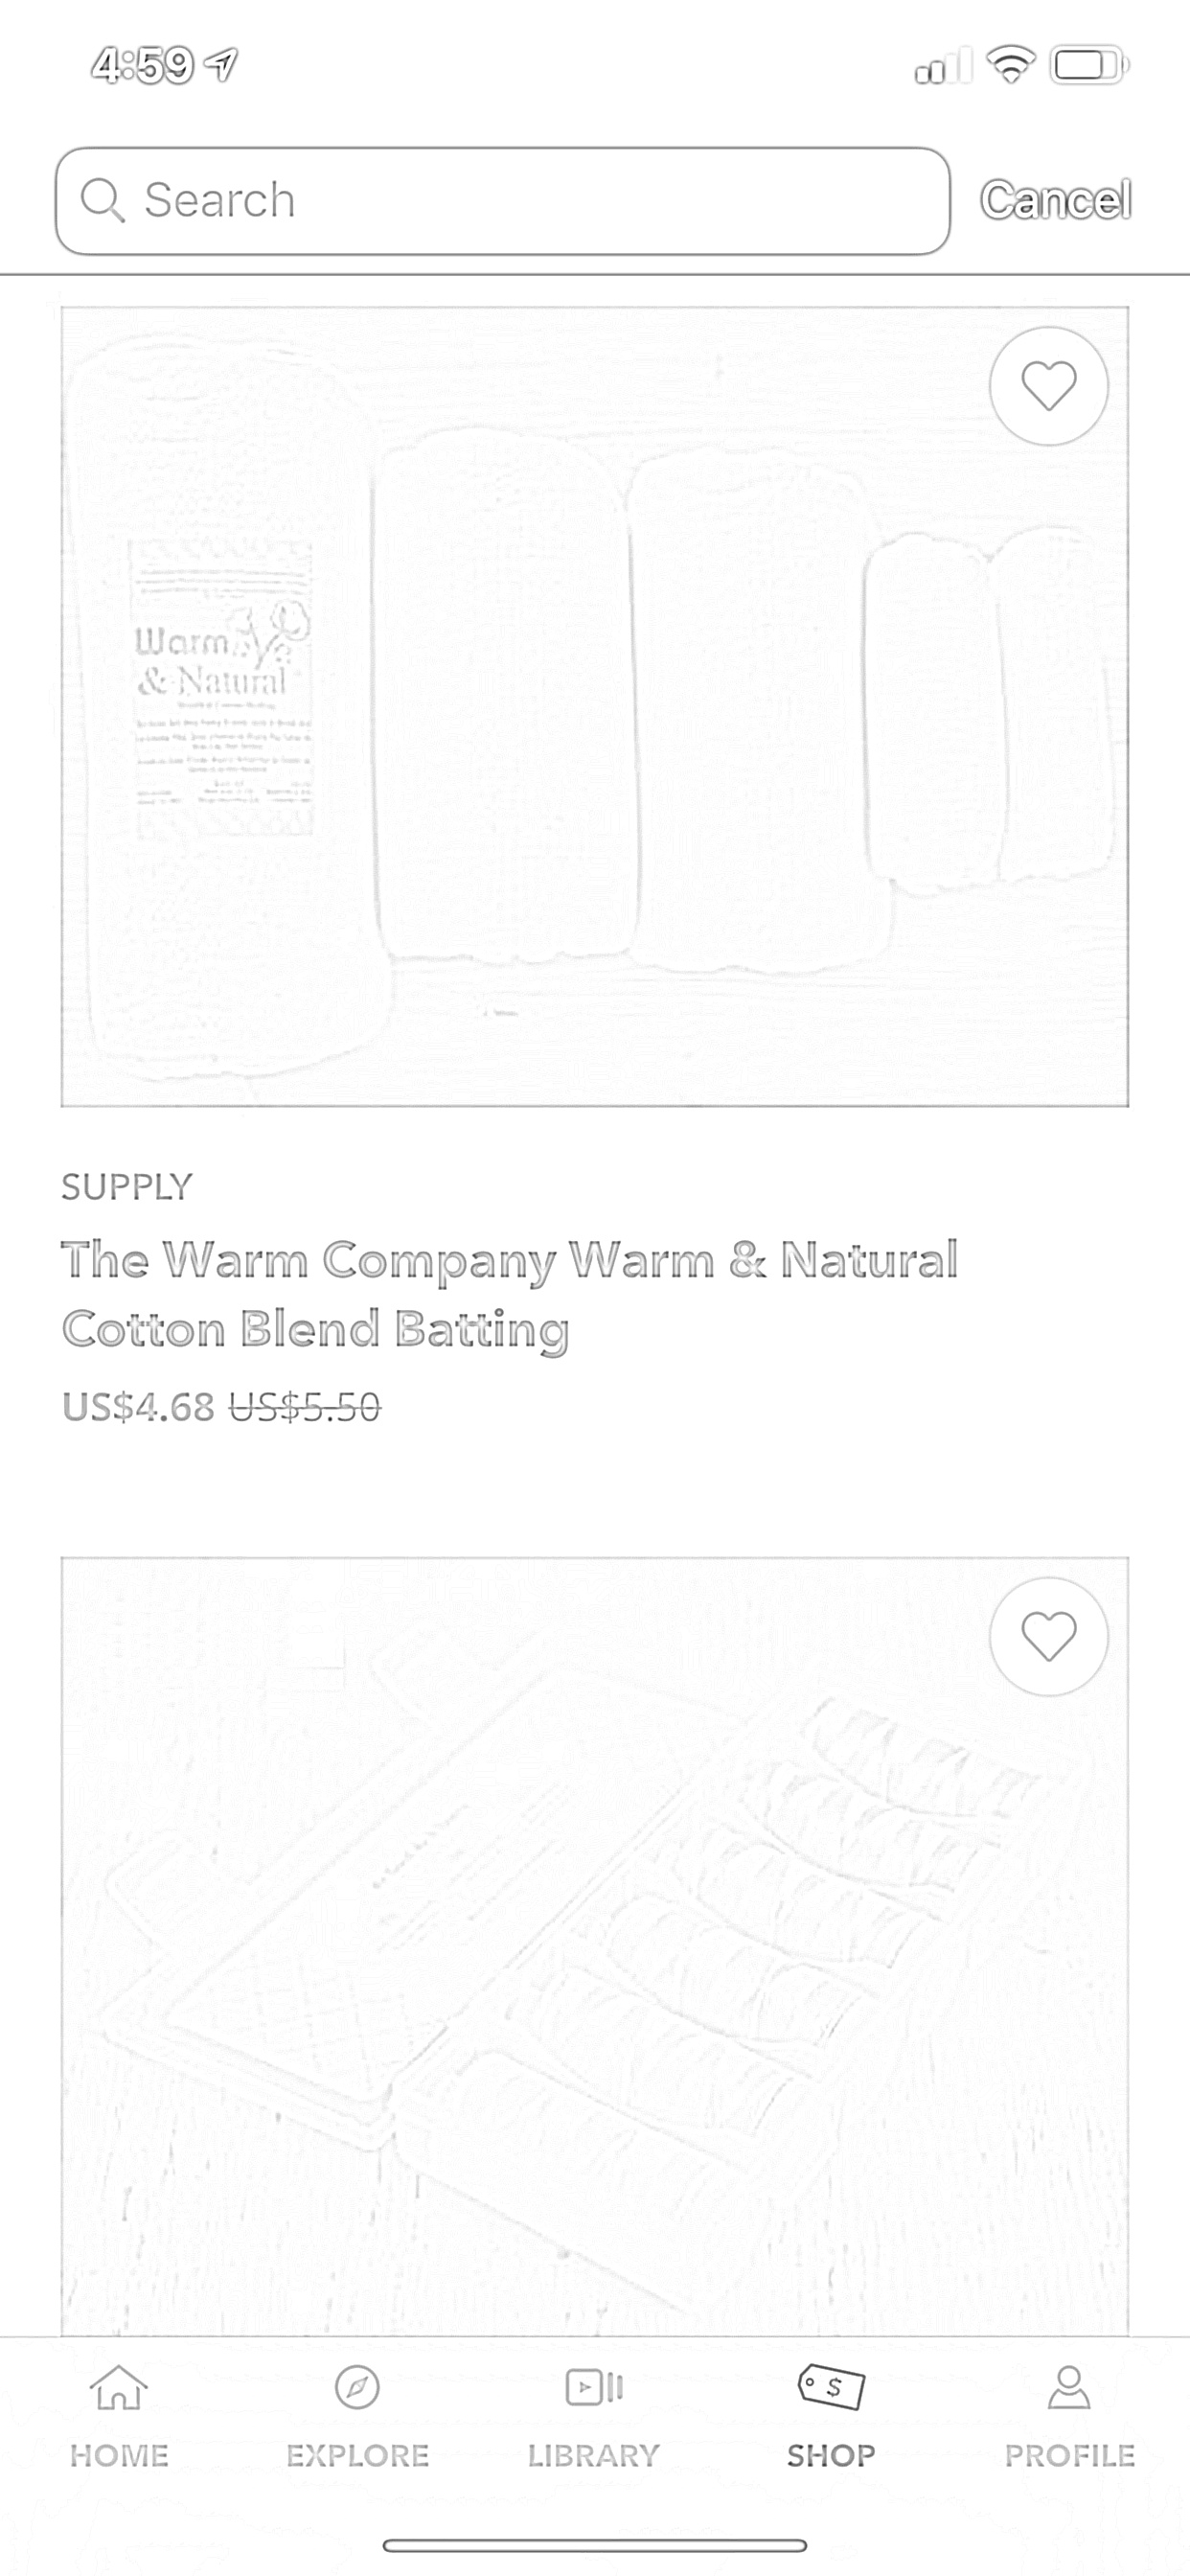 4:59
Search
Cancel
Warm
& Natural
SUPPLY
The Warm Company Warm & Natural
Cotton Blend Batting
US$4.68 US$5.50
HOME
EXPLORE
LIBRARY
SHOP
PROFILE